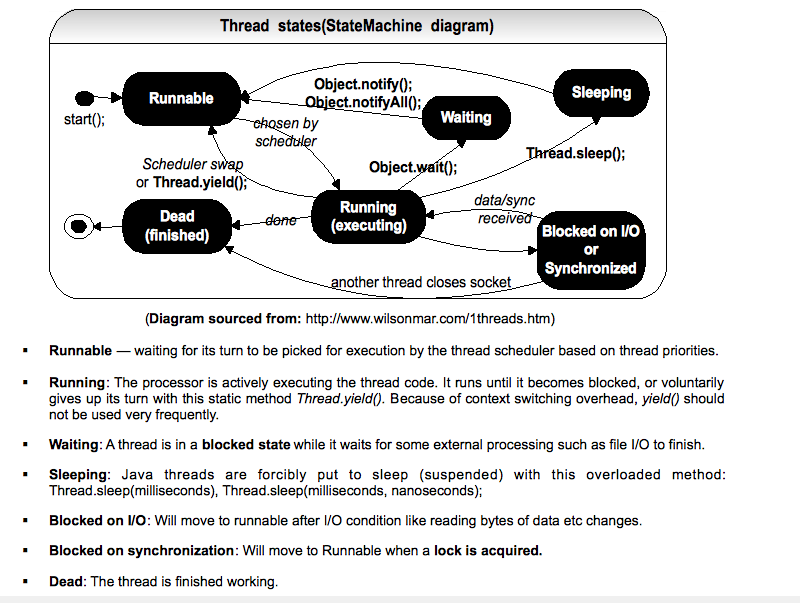 Thread states(StateMachine diagram)
Object.notify();
Object.notifyAll();
Runnable
Sleeping
Waiting
start();
chosen by
scheduler
Thread.sleep();
Scheduler swap
or Thread.yield();
Object.wait();
data/sync
received
Running
(executing)
Dead
(finished)
done
Blocked on I/O
or
Synchronized
another thread closes socket
(Diagram sourced from: http://www.wilsonmar.com/1threads.htm)
▪ Runnable — waiting for its turn to be picked for execution by the thread scheduler based on thread priorities.
▪ Running: The processor is actively executing the thread code. It runs until it becomes blocked, or voluntarily
gives up its turn with this static method Thread.yield(). Because of context switching overhead, yield() should
not be used very frequently.
▪ Waiting: A thread is in a blocked state while it waits for some external processing such as file I/O to finish.
▪ Sleeping: Java threads are forcibly put to sleep (suspended) with this overloaded method:
Thread.sleep(milliseconds), Thread.sleep(milliseconds, nanoseconds);
▪ Blocked on I/O: Will move to runnable after I/O condition like reading bytes of data etc changes.
▪ Blocked on synchronization: Will move to Runnable when a lock is acquired.
▪ Dead: The thread is finished working.